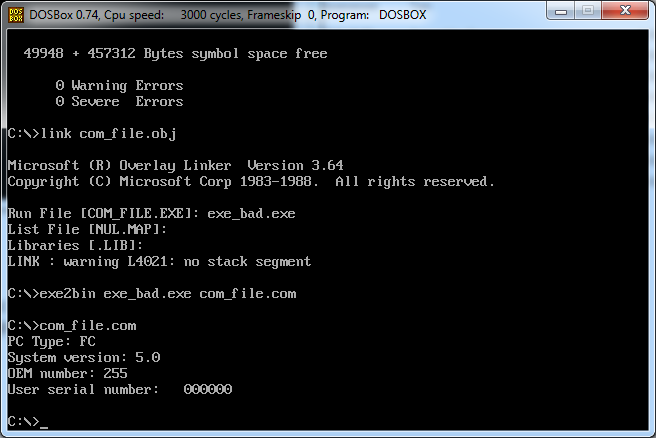 DOSBox 0.74, Cpu speed:    3000 cycles, Frameskip  0, Program:   DOSBOX
49948 + 457312 Bytes symbol space free
0 Warning Errors
0 Severe  Errors
C:\>link com_file.obj
Microsoft (R) Overlay Linker  Version 3.64
Copyright (C) Microsoft Corp 1983-1988.  All rights reserved.
Run File [COM_FILE.EXE]: exe_bad.exe
List File [NUL.MAP]:
Libraries [.LIB]:
LINK : warning L4021: no stack segment
C:\>exe2bin exe_bad.exe com_file.com
C:\>com_file.com
PC Type: FC
System version: 5.0
OEM number: 255
User serial number:   000000
C:\>_